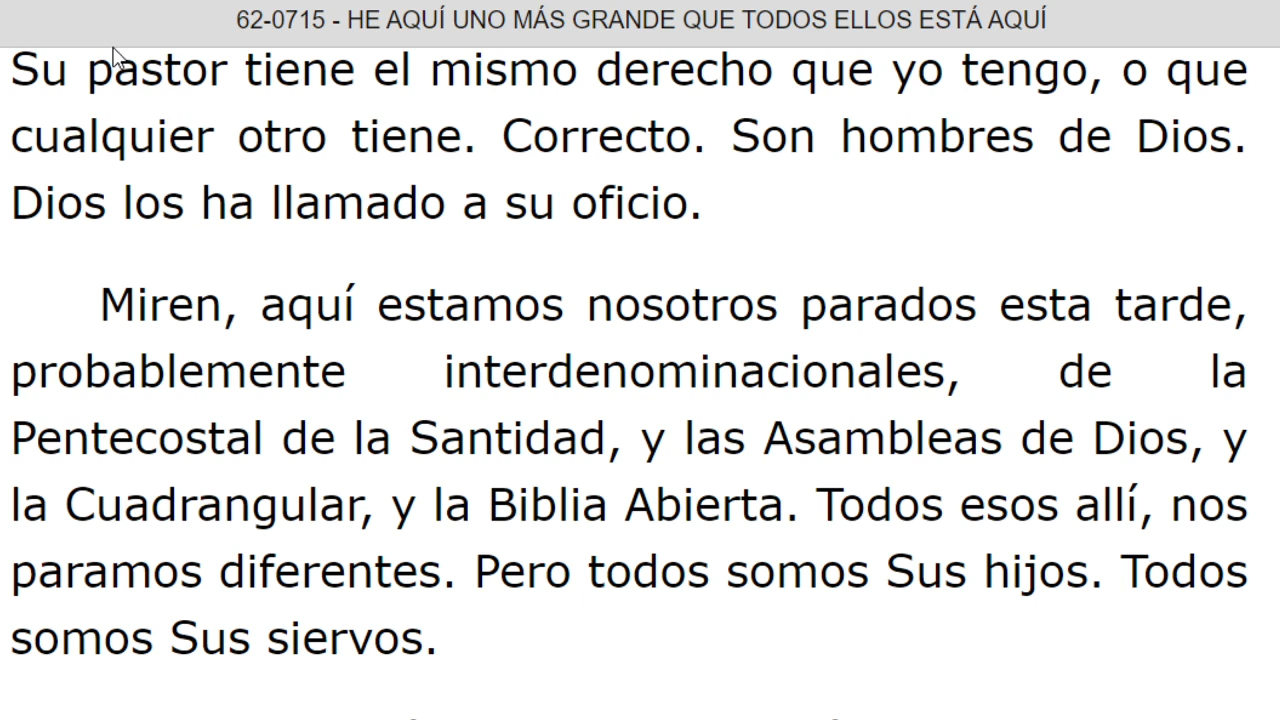 62-0715 - HE AQUÍ UNO MÁS GRANDE QUE TODOS ELLOS ESTÁ AQUÍ
Su pastor tiene el mismo derecho que yo tengo, o que
cualquier otro tiene. Correcto. Son hombres de Dios.
Dios los ha llamado a su oficio.
Miren, aquí estamos nosotros parados esta tarde,
probablemente interdenominacionales, de la
Pentecostal de la Santidad, y las Asambleas de Dios, y
la Cuadrangular, y la Biblia Abierta. Todos esos allí, nos
paramos diferentes. Pero todos somos Sus hijos. Todos
somos Sus siervos.